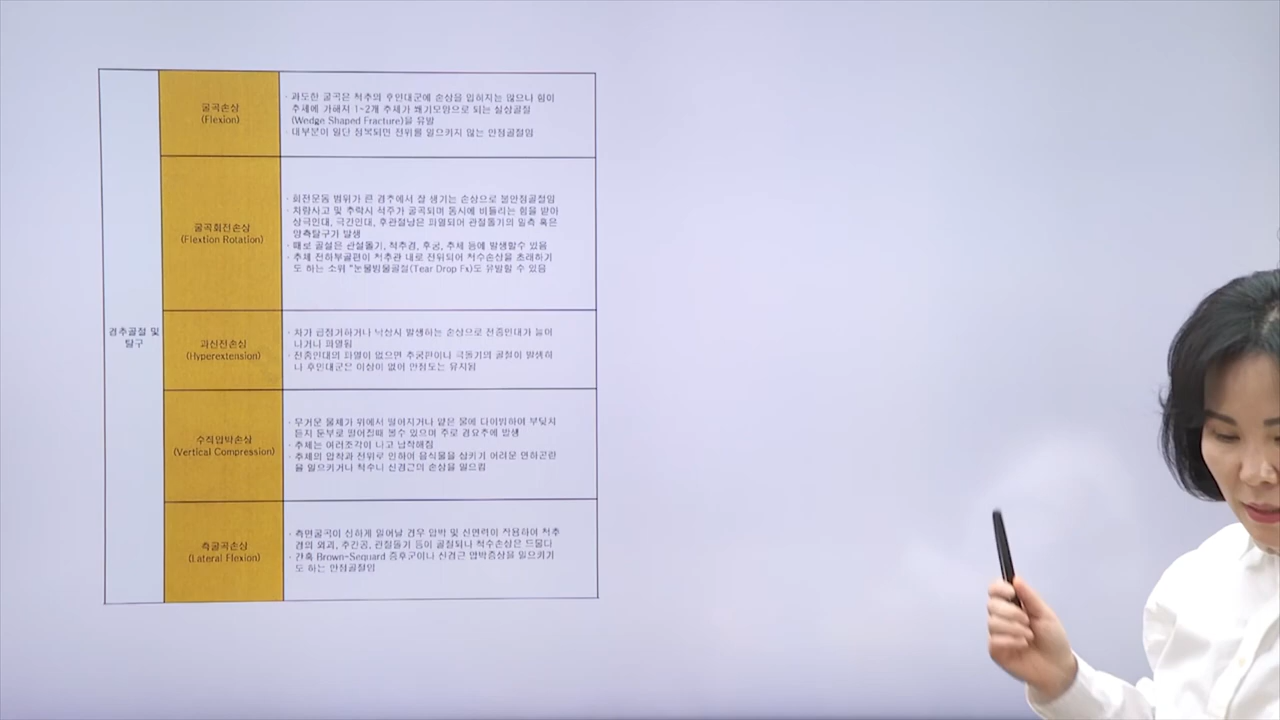 경추골절 및
탈구
굴곡손상
(Flexion)
· 과도한 굴곡은 척추의 후인대군에 손상을 입히지는 않으나 힘이
추체에 가해져 1~2개 추체가 쐐기모양으로 되는 설상골절
(Wedge Shaped Fracture)을 유발
· 대부분이 일단 정복되면 전위를 일으키지 않는 안정골절임
굴곡회전손상
(Flextion Rotation)
· 회전운동 범위가 큰 경추에서 잘 생기는 손상으로 불안정골절임
· 차량사고 및 추락시 척추가 굴곡되며 동시에 비틀리는 힘을 받아
상극인대, 극간인대, 후관절낭은 파열되어 관절돌기의 일측 혹은
양측탈구가 발생
· 때로 골절은 관절돌기, 척추경, 후궁, 추체 등에 발생할수 있음
· 추체 전하부골편이 척추관 내로 전위되어 척수손상을 초래하기
도 하는 소위 "눈물방울골절(Tear Drop Fx)도 유발할 수 있음
과신전손상
(Hyperextension)
· 차가 급정거하거나 낙상시 발생하는 손상으로 전종인대가 늘어
나거나 파열됨
· 전종인대의 파열이 없으면 추궁판이나 극돌기의 골절이 발생하
나 후인대군은 이상이 없어 안정도는 유지됨
수직압박손상
(Vertical Compression)
· 무거운 물체가 위에서 떨어지거나 얕은 물에 다이빙하여 부딪치
듯이 둔부로 떨어질때 볼수 있으며 주로 경요추에 발생
· 추체는 여러조각이 나고 납작해짐
· 추체의 압착과 전위로 인하여 음식물을 삼키기 어려운 연하곤란
을 일으키거나 척수나 신경근의 손상을 일으킴
측굴곡손상
(Lateral Flexion)
· 측면굴곡이 심하게 일어날 경우 압박 및 신연력이 작용하여 척추
경의 외괴, 추간공, 관절돌기 등이 골절되나 척수손상은 드물다
· 간혹 Brown-Sequard 증후군이나 신경근 압박증상을 일으키기
도 하는 안정골절임